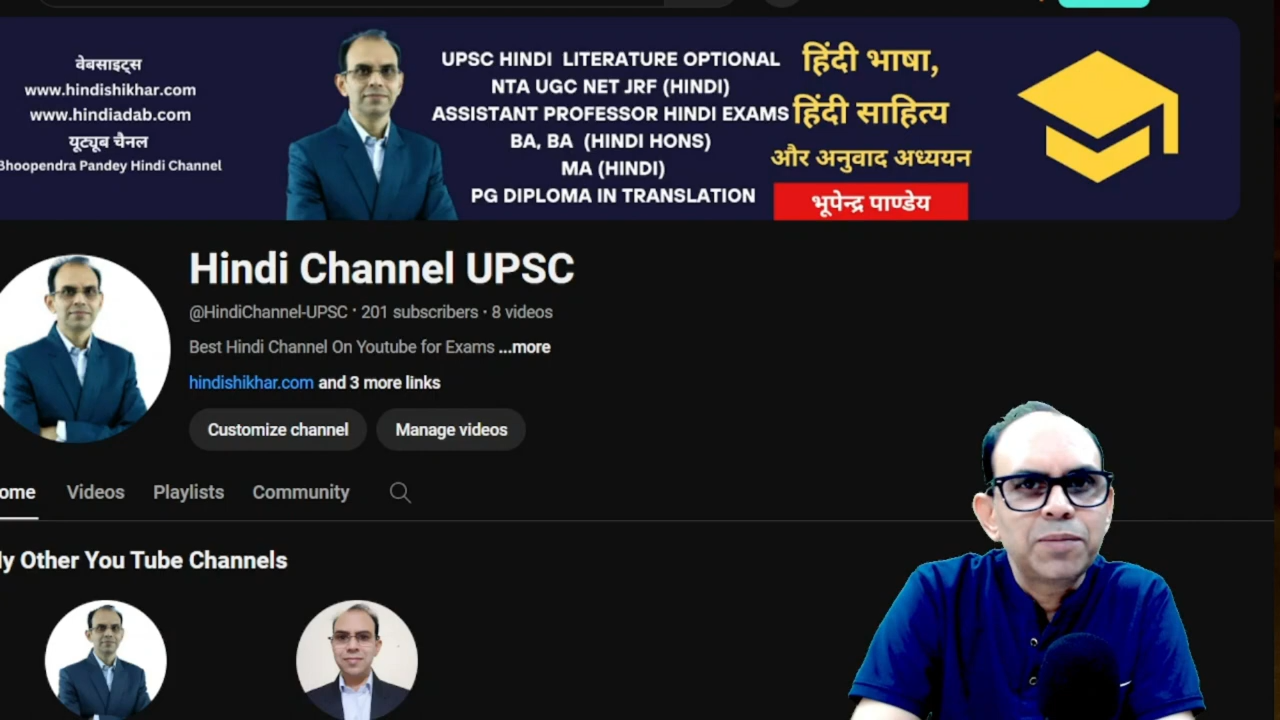 वेबसाइट्स
www.hindishikhar.com
www.hindiadab.com
यूट्यूब चैनल
Bhoopendra Pandey Hindi Channel
UPSC HINDI LITERATURE OPTIONAL
NTA UGC NET JRF (HINDI)
ASSISTANT PROFESSOR HINDI EXAMS
BA, BA (HINDI HONS)
MA (HINDI)
PG DIPLOMA IN TRANSLATION
हिंदी भाषा,
हिंदी साहित्य
और अनुवाद अध्ययन
भूपेन्द्र पाण्डेय
Hindi Channel UPSC
@HindiChannel-UPSC · 201 subscribers · 8 videos
Best Hindi Channel On Youtube for Exams ...more
hindishikhar.com and 3 more links
Customize channel Manage videos
ome Videos Playlists Community
y Other You Tube Channels